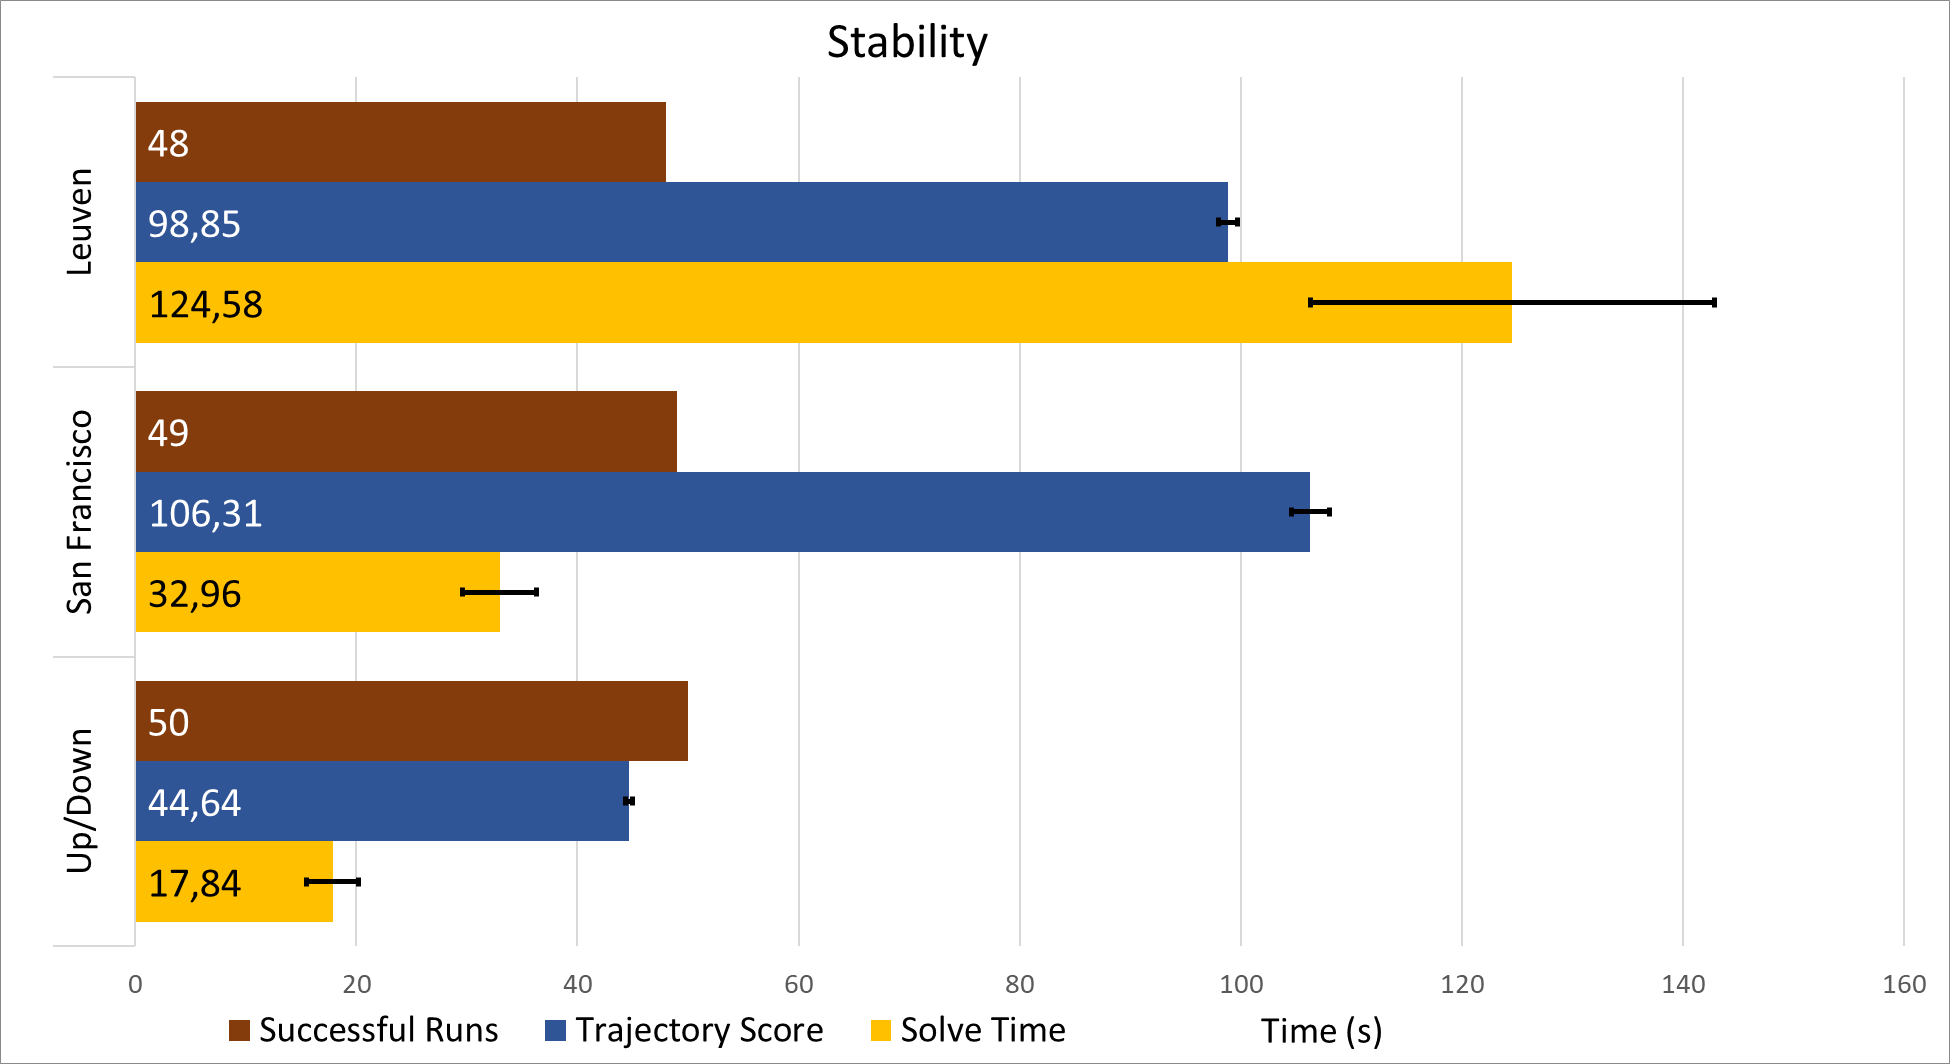 Stability
Leuven
48
98,85
124,58
San Francisco
49
106,31
32,96
Up/Down
50
44,64
17,84
0 20 40 60 80 100 120 140 160
Successful Runs Trajectory Score Solve Time Time (s)